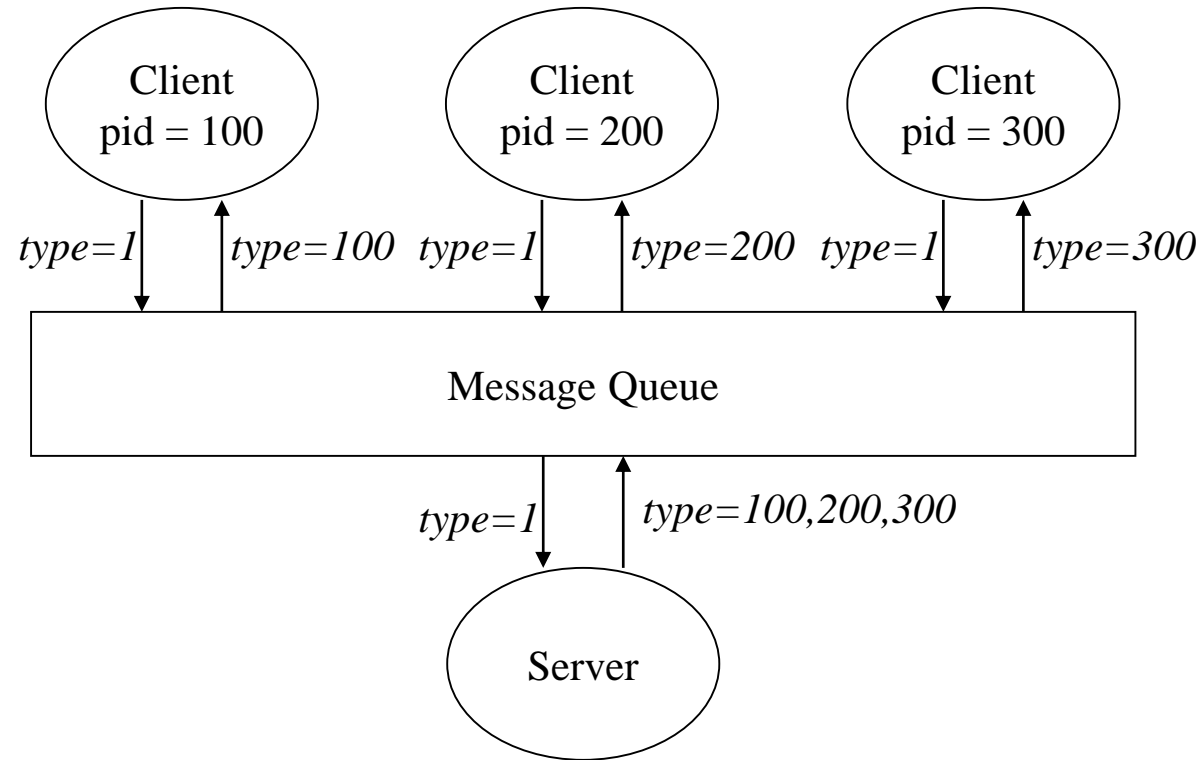 Client
pid = 100
Client
pid = 200
Client
pid = 300
type=1
type=100
type=1
type=200
type=1
type=300
Message Queue
type=1
type=100,200,300
Server